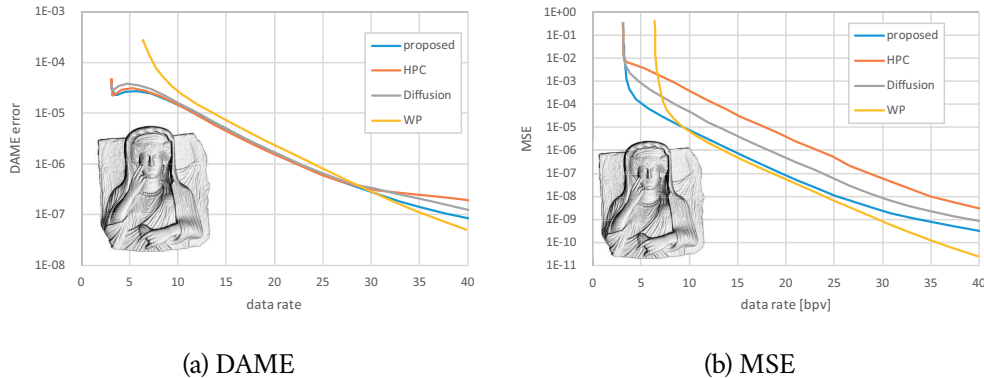 1E-03
1E-04
1E-05
1E-06
1E-07
1E-08
DAME error
proposed
HPC
Diffusion
WP
0 5 10 15 20 25 30 35 40
data rate
(a) DAME
1E+00
1E-01
1E-02
1E-03
1E-04
1E-05
1E-06
1E-07
1E-08
1E-09
1E-10
1E-11
MSE
proposed
HPC
Diffusion
WP
0 5 10 15 20 25 30 35 40
data rate [bpv]
(b) MSE